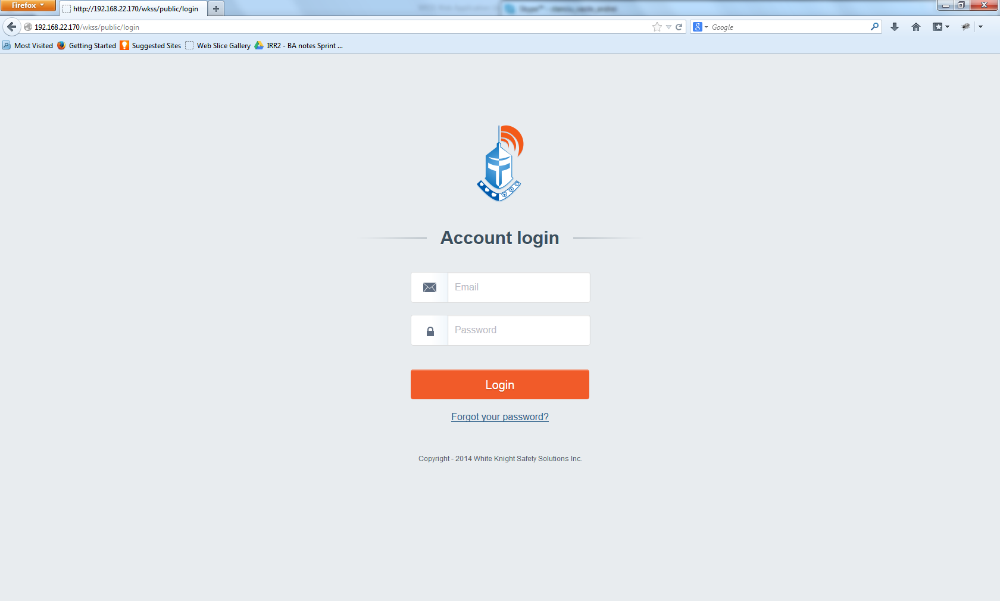 Firefox
http://192.168.22.170/wkss/public/login
192.168.22.170/wkss/public/login
8 Google
Most Visited Getting Started Suggested Sites Web Slice Gallery IRR2 - BA notes Sprint ...
Account login
Email
Password
Login
Forgot your password?
Copyright - 2014 White Knight Safety Solutions Inc.